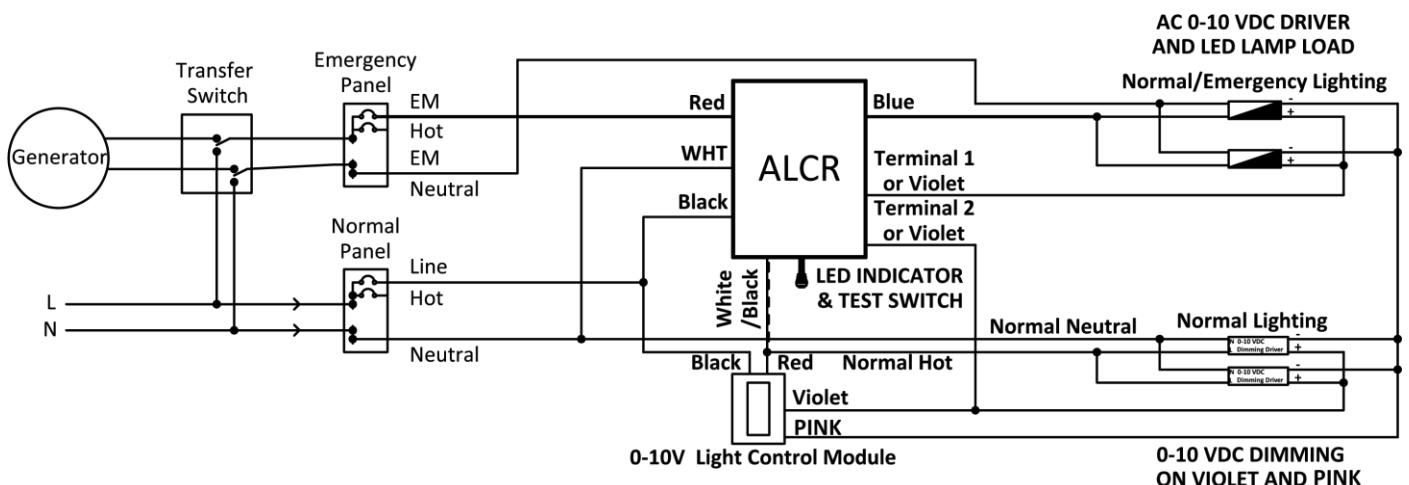 AC 0-10 VDC DRIVER
AND LED LAMP LOAD
Normal/Emergency Lighting
-
+
-
+
Transfer
Switch
Emergency
Panel
EM
Hot
EM
Neutral
Generator
Red
WHT
Black
ALCR
Blue
Terminal 1
or Violet
Terminal 2
or Violet
Normal
Panel
Line
Hot
Neutral
L
N
White
/Black
LED INDICATOR
& TEST SWITCH
Normal Neutral
Normal Lighting
N 0-10 VDC
Dimming Driver
-
+
N 0-10 VDC
Dimming Driver
-
+
Black
Red
Normal Hot
Violet
PINK
0-10V Light Control Module
0-10 VDC DIMMING
ON VIOLET AND PINK